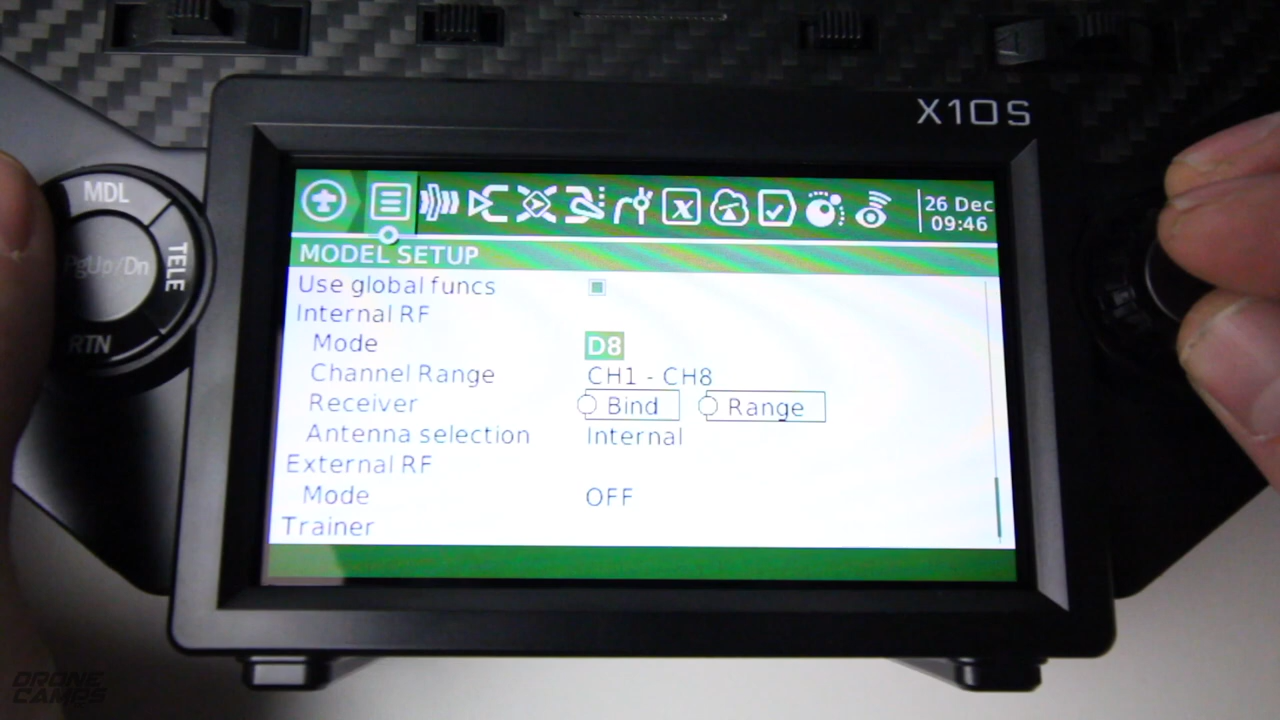 X10S
MDL
TELE
PgUp/Dn
RTN
26 Dec
09:46
MODEL SETUP
Use global funcs
Internal RF
Mode D8
Channel Range CH1 - CH8
Receiver Bind Range
Antenna selection Internal
External RF
Mode OFF
Trainer
DRONE
CAMPS